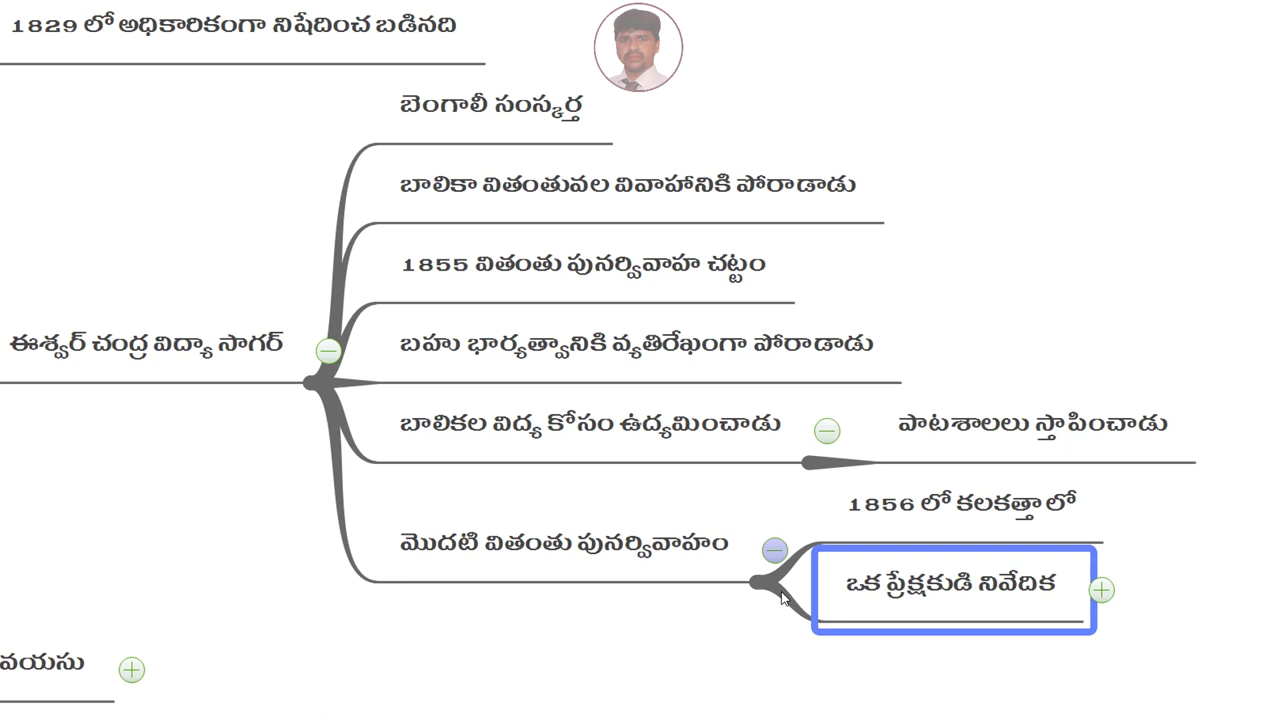 1829 లో అధికారికంగా నిషేదించ బడినది
బెంగాలీ సంస్కర్త
బాలికా వితంతువల వివాహానికి పోరాడాడు
1855 వితంతు పునర్వివాహ చట్టం
ఈశ్వర్ చంద్ర విద్యా సాగర్
బహు భార్యత్వానికి వ్యతిరేఖంగా పోరాడాడు
బాలికల విద్య కోసం ఉద్యమించాడు
పాటశాలలు స్తాపించాడు
1856 లో కలకత్తా లో
మొదటి వితంతు పునర్వివాహం
ఒక ప్రేక్షకుడి నివేదిక
వయసు